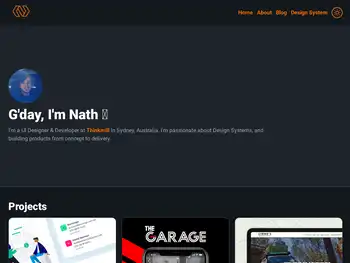 Home About Blog Design System
G'day, I'm Nath
I'm a UI Designer & Developer at Thinkmill in Sydney, Australia. I'm passionate about Design Systems, and
building products from concept to delivery.
Projects
THE
GARAGE